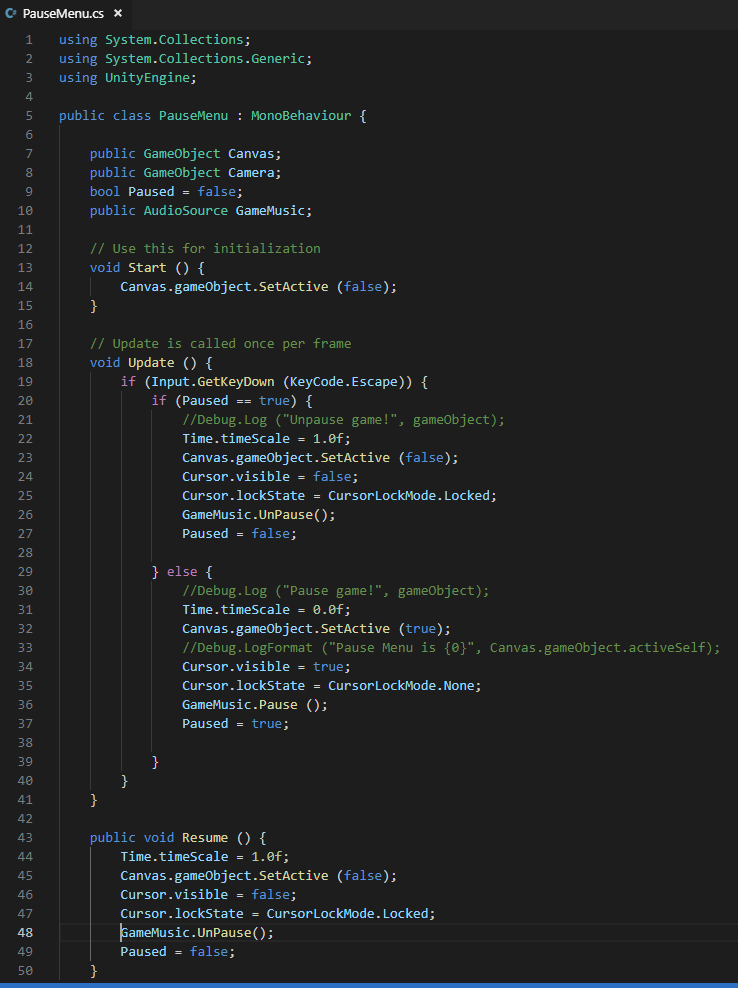 PauseMenu.cs ×
1 using System.Collections;
2 using System.Collections.Generic;
3 using UnityEngine;
4
5 public class PauseMenu : MonoBehaviour {
6
7     public GameObject Canvas;
8     public GameObject Camera;
9     bool Paused = false;
10     public AudioSource GameMusic;
11
12     // Use this for initialization
13     void Start () {
14         Canvas.gameObject.SetActive (false);
15     }
16
17     // Update is called once per frame
18     void Update () {
19         if (Input.GetKeyDown (KeyCode.Escape)) {
20             if (Paused == true) {
21                 //Debug.Log ("Unpause game!", gameObject);
22                 Time.timeScale = 1.0f;
23                 Canvas.gameObject.SetActive (false);
24                 Cursor.visible = false;
25                 Cursor.lockState = CursorLockMode.Locked;
26                 GameMusic.UnPause();
27                 Paused = false;
28
29             } else {
30                 //Debug.Log ("Pause game!", gameObject);
31                 Time.timeScale = 0.0f;
32                 Canvas.gameObject.SetActive (true);
33                 //Debug.LogFormat ("Pause Menu is {0}", Canvas.gameObject.activeSelf);
34                 Cursor.visible = true;
35                 Cursor.lockState = CursorLockMode.None;
36                 GameMusic.Pause ();
37                 Paused = true;
38
39             }
40         }
41     }
42
43     public void Resume () {
44         Time.timeScale = 1.0f;
45         Canvas.gameObject.SetActive (false);
46         Cursor.visible = false;
47         Cursor.lockState = CursorLockMode.Locked;
48         GameMusic.UnPause();
49         Paused = false;
50     }